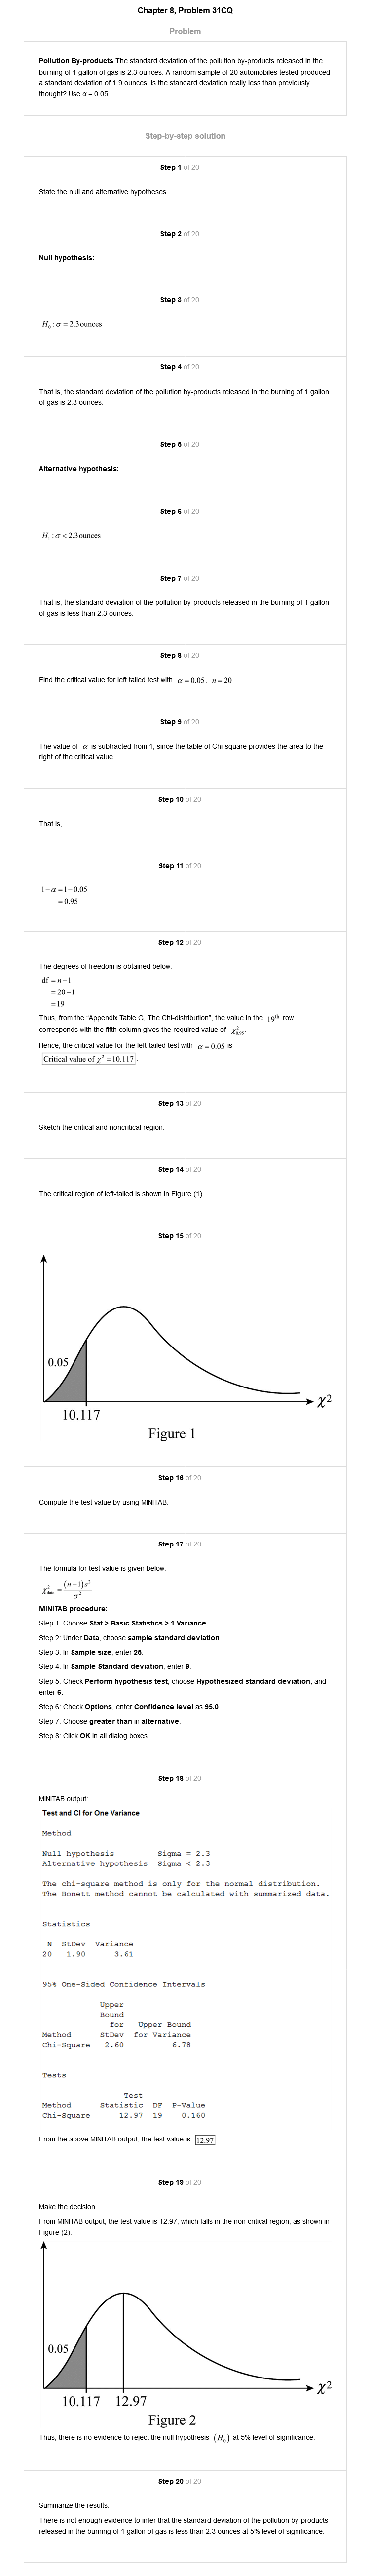 Chapter 8, Problem 31CQ
Problem
Pollution By-products The standard deviation of the pollution by-products released in the
burning of 1 gallon of gas is 2.3 ounces. A random sample of 20 automobiles tested produced
a standard deviation of 1.9 ounces. Is the standard deviation really less than previously
thought? Use α = 0.05.
Step-by-step solution
Step 1 of 20
State the null and alternative hypotheses.
Step 2 of 20
Null hypothesis:
Step 3 of 20
H₀ : σ = 2.3 ounces
Step 4 of 20
That is, the standard deviation of the pollution by-products released in the burning of 1 gallon
of gas is 2.3 ounces.
Step 5 of 20
Alternative hypothesis:
Step 6 of 20
H₁ : σ < 2.3 ounces
Step 7 of 20
That is, the standard deviation of the pollution by-products released in the burning of 1 gallon
of gas is less than 2.3 ounces.
Step 8 of 20
Find the critical value for left tailed test with α = 0.05, n = 20.
Step 9 of 20
The value of α is subtracted from 1, since the table of Chi-square provides the area to the
right of the critical value.
Step 10 of 20
That is,
Step 11 of 20
1−α = 1−0.05
= 0.95
Step 12 of 20
The degrees of freedom is obtained below:
df = n−1
= 20−1
= 19
Thus, from the “Appendix Table G, The Chi-distribution”, the value in the 19th row
corresponds with the fifth column gives the required value of χ²0.95.
Hence, the critical value for the left-tailed test with α = 0.05 is
Critical value of χ² = 10.117.
Step 13 of 20
Sketch the critical and noncritical region.
Step 14 of 20
The critical region of left-tailed is shown in Figure (1).
Step 15 of 20
0.05
χ²
10.117
Figure 1
Step 16 of 20
Compute the test value by using MINITAB.
Step 17 of 20
The formula for test value is given below:
χ²data = (n−1)s²/σ²
MINITAB procedure:
Step 1: Choose Stat > Basic Statistics > 1 Variance.
Step 2: Under Data, choose sample standard deviation.
Step 3: In Sample size, enter 25.
Step 4: In Sample Standard deviation, enter 9.
Step 5: Check Perform hypothesis test, choose Hypothesized standard deviation, and
enter 6.
Step 6: Check Options, enter Confidence level as 95.0.
Step 7: Choose greater than in alternative.
Step 8: Click OK in all dialog boxes.
Step 18 of 20
MINITAB output:
Test and CI for One Variance
Method
Null hypothesis Sigma = 2.3
Alternative hypothesis Sigma < 2.3
The chi-square method is only for the normal distribution.
The Bonett method cannot be calculated with summarized data.
Statistics
N StDev Variance
20 1.90 3.61
95% One-Sided Confidence Intervals
Upper
Bound
for Upper Bound
Method StDev for Variance
Chi-Square 2.60 6.78
Tests
Test
Method Statistic DF P-Value
Chi-Square 12.97 19 0.160
From the above MINITAB output, the test value is 12.97.
Step 19 of 20
Make the decision.
From MINITAB output, the test value is 12.97, which falls in the non critical region, as shown in
Figure (2).
0.05
χ²
10.117 12.97
Figure 2
Thus, there is no evidence to reject the null hypothesis (H₀) at 5% level of significance.
Step 20 of 20
Summarize the results:
There is not enough evidence to infer that the standard deviation of the pollution by-products
released in the burning of 1 gallon of gas is less than 2.3 ounces at 5% level of significance.